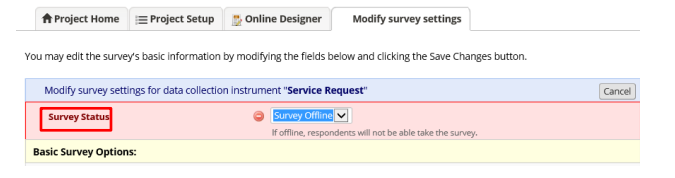 Project Home Project Setup Online Designer Modify survey settings
You may edit the survey's basic information by modifying the fields below and clicking the Save Changes button.
Modify survey settings for data collection instrument "Service Request" Cancel
Survey Status Survey Offline
If offline, respondents will not be able take the survey.
Basic Survey Options: